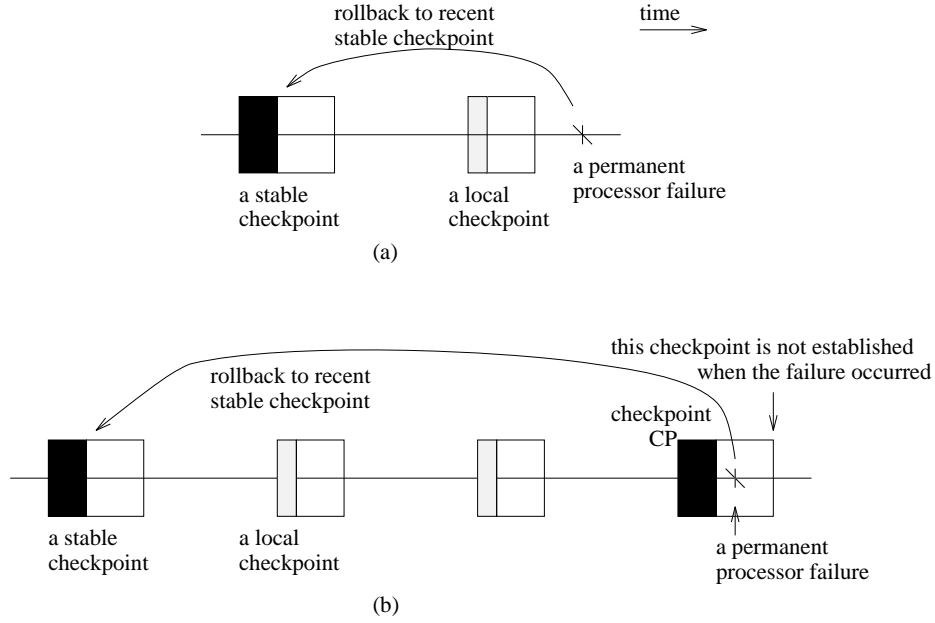 rollback to recent
stable checkpoint
time
a stable
checkpoint
a local
checkpoint
a permanent
processor failure
(a)
this checkpoint is not established
when the failure occurred
rollback to recent
stable checkpoint
checkpoint
CP
a stable
checkpoint
a local
checkpoint
a permanent
processor failure
(b)